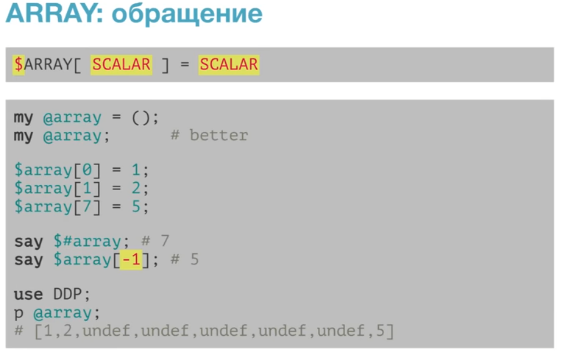 ARRAY: обращение
$ARRAY[ SCALAR ] = SCALAR
my @array = ();
my @array;       # better
$array[0] = 1;
$array[1] = 2;
$array[7] = 5;
say $#array; # 7
say $array[-1]; # 5
use DDP;
p @array;
# [1,2,undef,undef,undef,undef,undef,5]